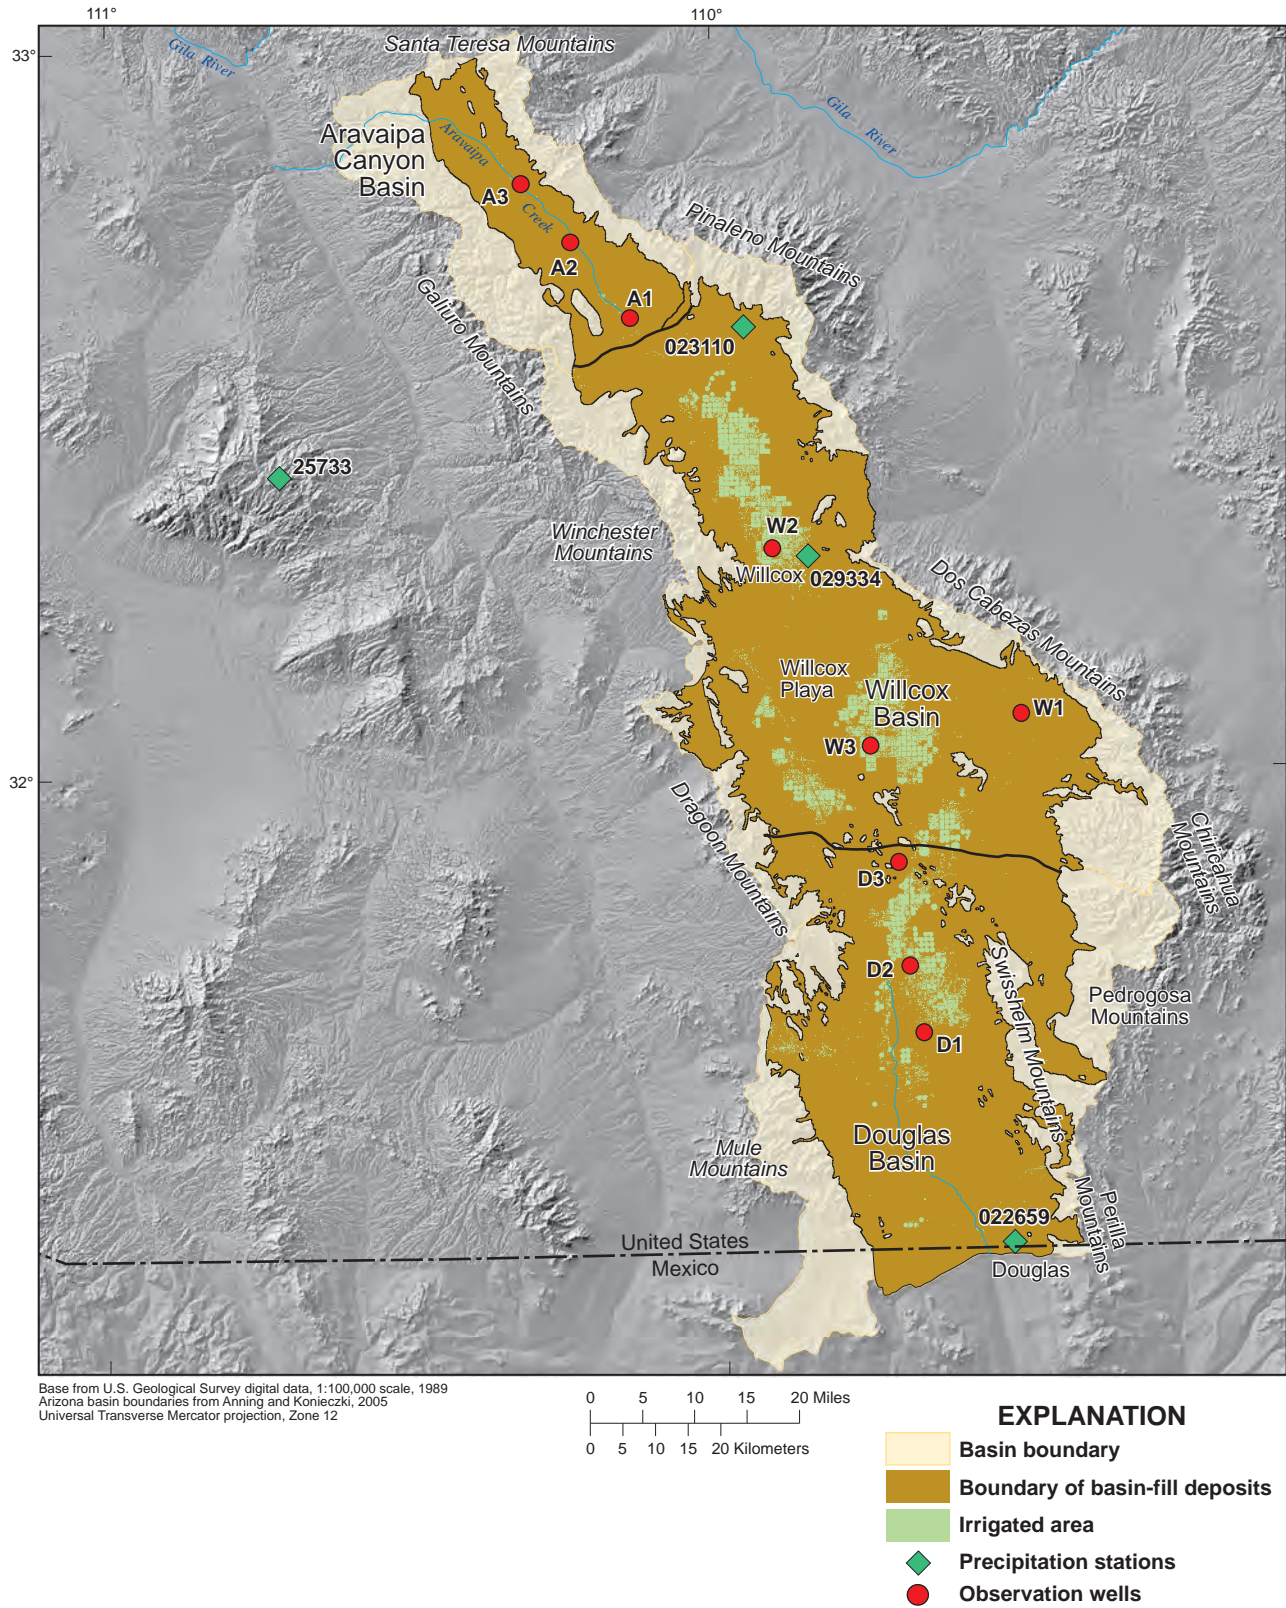 111°
110°
33°
Santa Teresa Mountains
Gila River
Gila River
Aravaipa
Canyon
Basin
Aravaipa
Creek
A3
A2
A1
Pinaleno Mountains
Galiuro Mountains
023110
25733
Winchester
Mountains
W2
Willcox
029334
Dos Cabezas Mountains
Willcox
Playa
Willcox
Basin
W1
W3
32°
Dragoon Mountains
Chiricahua
Mountains
D3
D2
Swisshelm Mountains
Pedrogosa
Mountains
D1
Douglas
Basin
Mule
Mountains
Perilla
Mountains
022659
United States
Mexico
Douglas
Base from U.S. Geological Survey digital data, 1:100,000 scale, 1989
Arizona basin boundaries from Anning and Konieczki, 2005
Universal Transverse Mercator projection, Zone 12
0 5 10 15 20 Miles
0 5 10 15 20 Kilometers
EXPLANATION
Basin boundary
Boundary of basin-fill deposits
Irrigated area
Precipitation stations
Observation wells